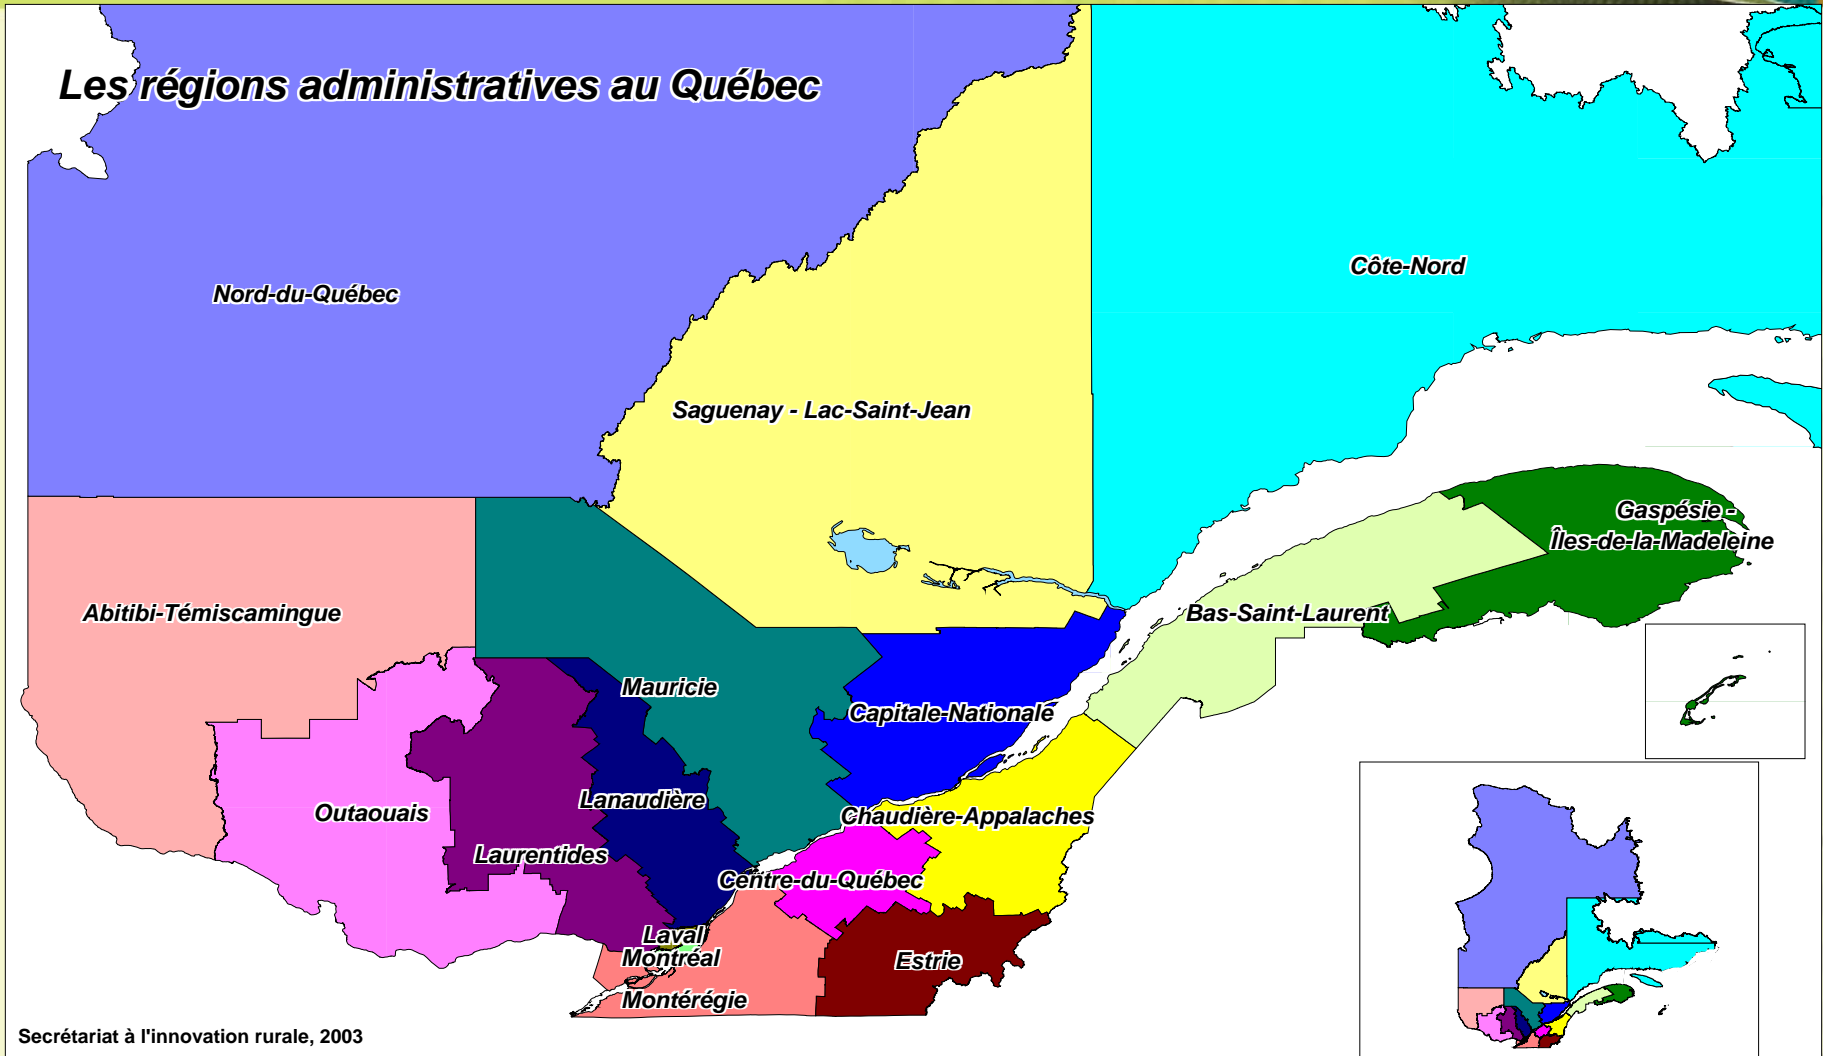 Les régions administratives au Québec
Côte-Nord
Nord-du-Québec
Saguenay - Lac-Saint-Jean
Gaspésie -
Îles-de-la-Madeleine
Abitibi-Témiscamingue
Bas-Saint-Laurent
Mauricie
Capitale-Nationale
Lanaudière
Outaouais
Chaudière-Appalaches
Laurentides
Centre-du-Québec
Laval
Montréal
Estrie
Montérégie
Secrétariat à l'innovation rurale, 2003